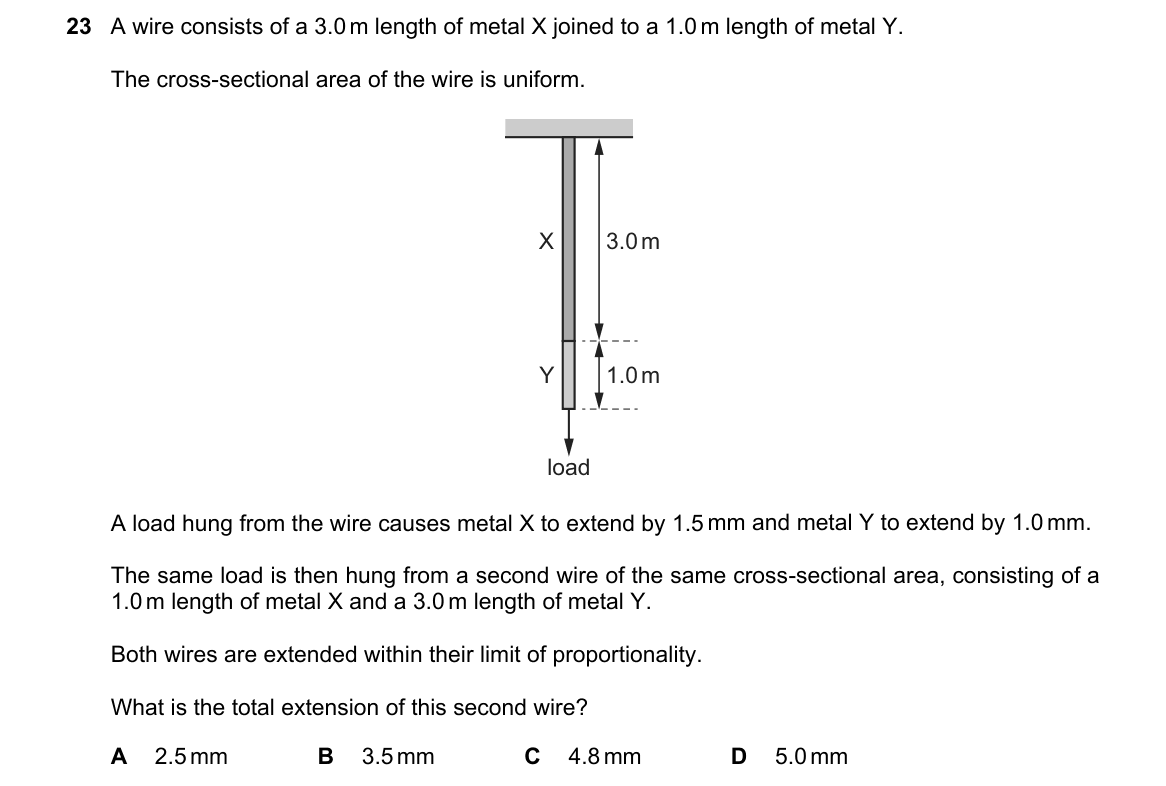 23 A wire consists of a 3.0 m length of metal X joined to a 1.0 m length of metal Y.
The cross-sectional area of the wire is uniform.
X
3.0 m
Y
1.0 m
load
A load hung from the wire causes metal X to extend by 1.5 mm and metal Y to extend by 1.0 mm.
The same load is then hung from a second wire of the same cross-sectional area, consisting of a
1.0 m length of metal X and a 3.0 m length of metal Y.
Both wires are extended within their limit of proportionality.
What is the total extension of this second wire?
A 2.5 mm B 3.5 mm C 4.8 mm D 5.0 mm